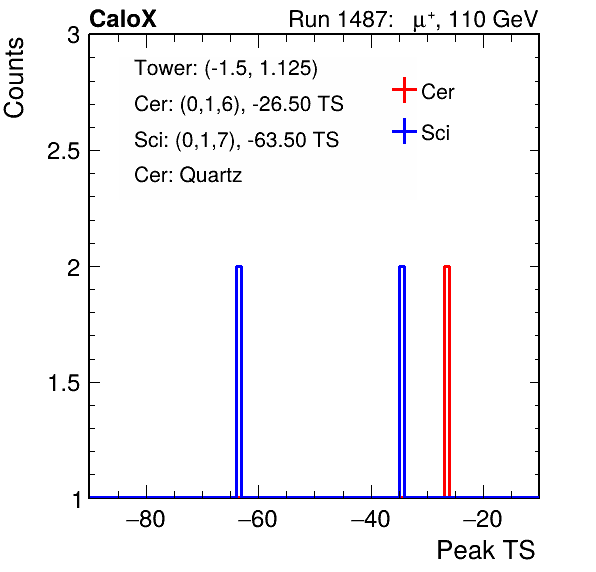 CaloX Run 1487: μ⁺, 110 GeV
Counts
Tower: (-1.5, 1.125)
Cer: (0,1,6), -26.50 TS
Sci: (0,1,7), -63.50 TS
Cer: Quartz
Cer
Sci
3
2.5
2
1.5
1
−80 −60 −40 −20
Peak TS